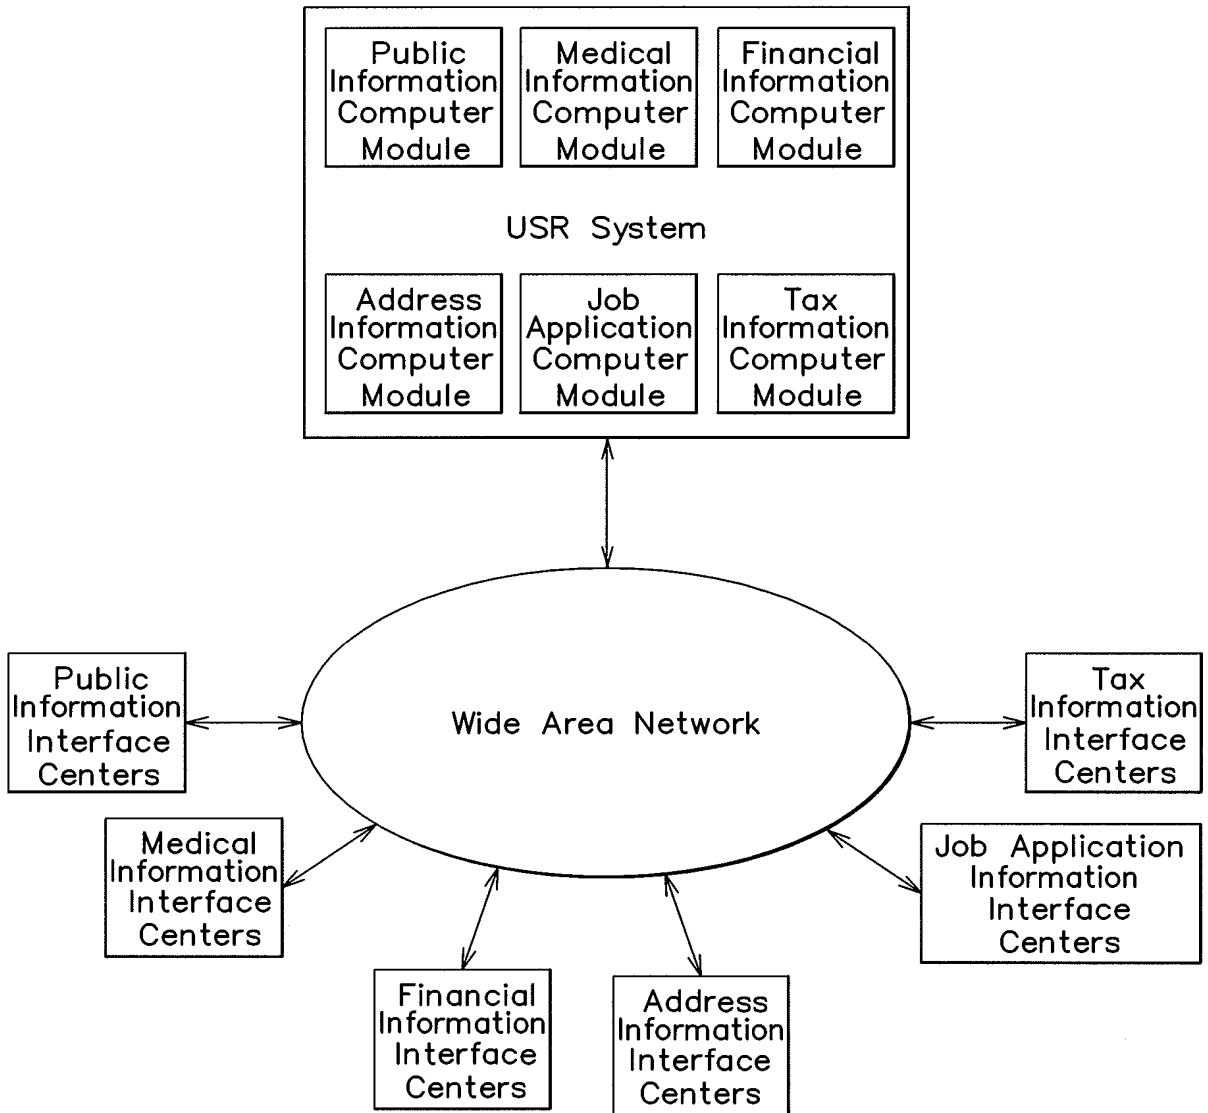 Public
Information
Computer
Module
Medical
Information
Computer
Module
Financial
Information
Computer
Module
USR System
Address
Information
Computer
Module
Job
Application
Computer
Module
Tax
Information
Computer
Module
Wide Area Network
Public
Information
Interface
Centers
Tax
Information
Interface
Centers
Medical
Information
Interface
Centers
Job Application
Information
Interface
Centers
Financial
Information
Interface
Centers
Address
Information
Interface
Centers